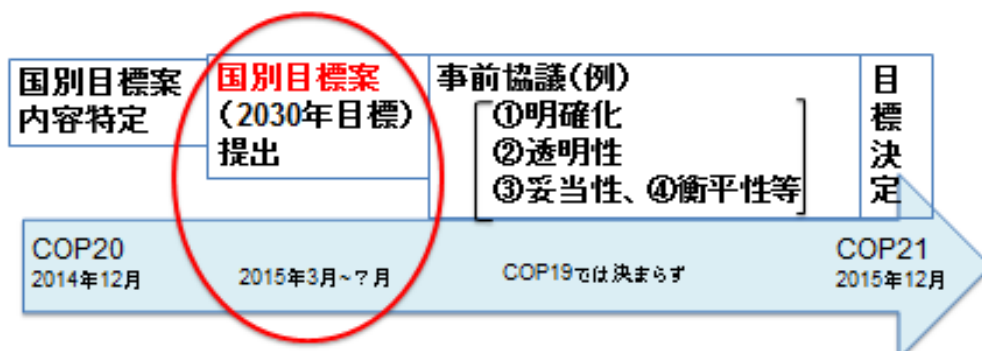 国別目標案
内容特定
国別目標案
(2030年目標)
提出
事前協議(例)
①明確化
②透明性
③妥当性、④衡平性等
目
標
決
定
COP20
2014年12月
2015年3月~？月
COP19では決まらず
COP21
2015年12月